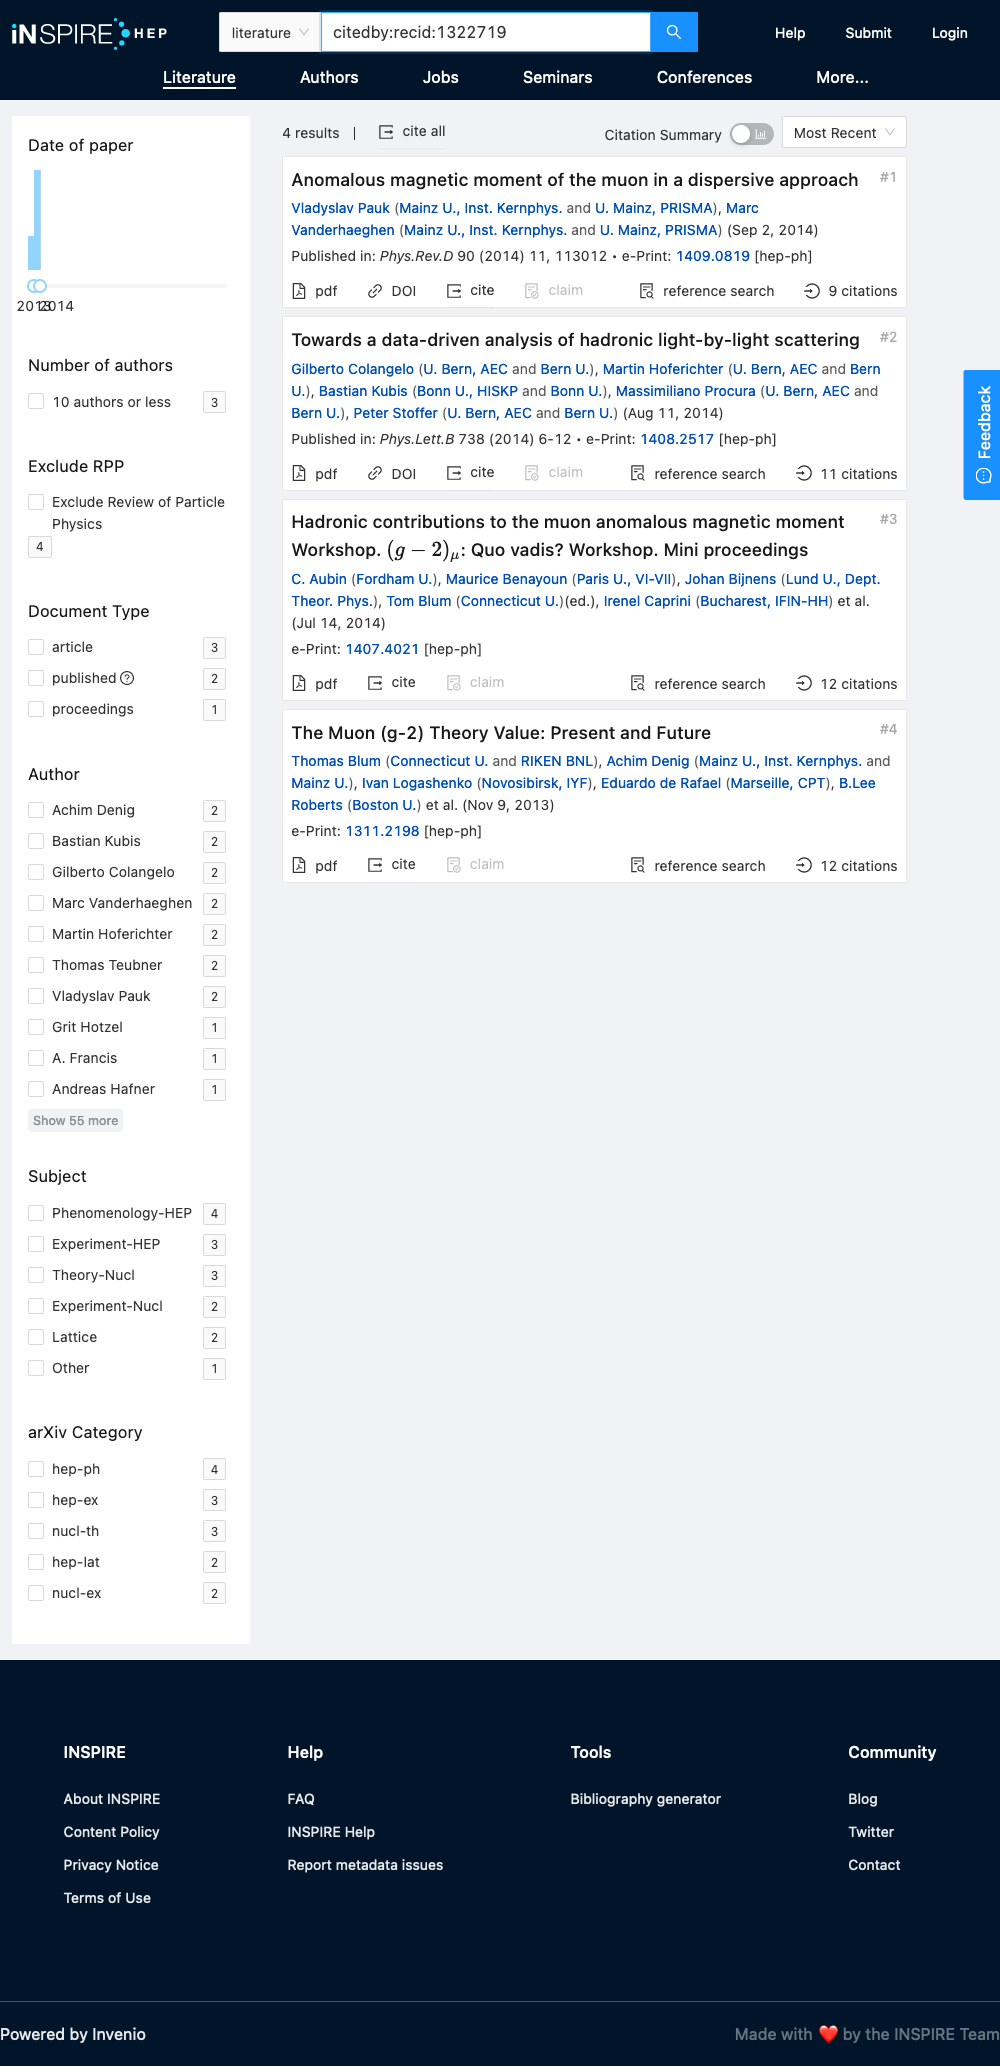 iNSPIRE HEP
literature
citedby:recid:1322719
Help
Submit
Login
Literature
Authors
Jobs
Seminars
Conferences
More...
Date of paper
2014
Number of authors
10 authors or less 3
Exclude RPP
Exclude Review of Particle
Physics
4
Document Type
article 3
published 2
proceedings 1
Author
Achim Denig 2
Bastian Kubis 2
Gilberto Colangelo 2
Marc Vanderhaeghen 2
Martin Hoferichter 2
Thomas Teubner 2
Vladyslav Pauk 2
Grit Hotzel 1
A. Francis 1
Andreas Hafner 1
Show 55 more
Subject
Phenomenology-HEP 4
Experiment-HEP 3
Theory-Nucl 3
Experiment-Nucl 2
Lattice 2
Other 1
arXiv Category
hep-ph 4
hep-ex 3
nucl-th 3
hep-lat 2
nucl-ex 2
4 results | cite all
Citation Summary
Most Recent
Anomalous magnetic moment of the muon in a dispersive approach #1
Vladyslav Pauk (Mainz U., Inst. Kernphys. and U. Mainz, PRISMA), Marc
Vanderhaeghen (Mainz U., Inst. Kernphys. and U. Mainz, PRISMA) (Sep 2, 2014)
Published in: Phys.Rev.D 90 (2014) 11, 113012 • e-Print: 1409.0819 [hep-ph]
pdf DOI cite claim reference search 9 citations
Towards a data-driven analysis of hadronic light-by-light scattering #2
Gilberto Colangelo (U. Bern, AEC and Bern U.), Martin Hoferichter (U. Bern, AEC and Bern
U.), Bastian Kubis (Bonn U., HISKP and Bonn U.), Massimiliano Procura (U. Bern, AEC and
Bern U.), Peter Stoffer (U. Bern, AEC and Bern U.) (Aug 11, 2014)
Published in: Phys.Lett.B 738 (2014) 6-12 • e-Print: 1408.2517 [hep-ph]
pdf DOI cite claim reference search 11 citations
Hadronic contributions to the muon anomalous magnetic moment #3
Workshop. (g − 2)μ: Quo vadis? Workshop. Mini proceedings
C. Aubin (Fordham U.), Maurice Benayoun (Paris U., VI-VII), Johan Bijnens (Lund U., Dept.
Theor. Phys.), Tom Blum (Connecticut U.)(ed.), Irenel Caprini (Bucharest, IFIN-HH) et al.
(Jul 14, 2014)
e-Print: 1407.4021 [hep-ph]
pdf cite claim reference search 12 citations
The Muon (g-2) Theory Value: Present and Future #4
Thomas Blum (Connecticut U. and RIKEN BNL), Achim Denig (Mainz U., Inst. Kernphys. and
Mainz U.), Ivan Logashenko (Novosibirsk, IYF), Eduardo de Rafael (Marseille, CPT), B.Lee
Roberts (Boston U.) et al. (Nov 9, 2013)
e-Print: 1311.2198 [hep-ph]
pdf cite claim reference search 12 citations
Feedback
INSPIRE
About INSPIRE
Content Policy
Privacy Notice
Terms of Use
Help
FAQ
INSPIRE Help
Report metadata issues
Tools
Bibliography generator
Community
Blog
Twitter
Contact
Powered by Invenio
Made with ❤️ by the INSPIRE Team